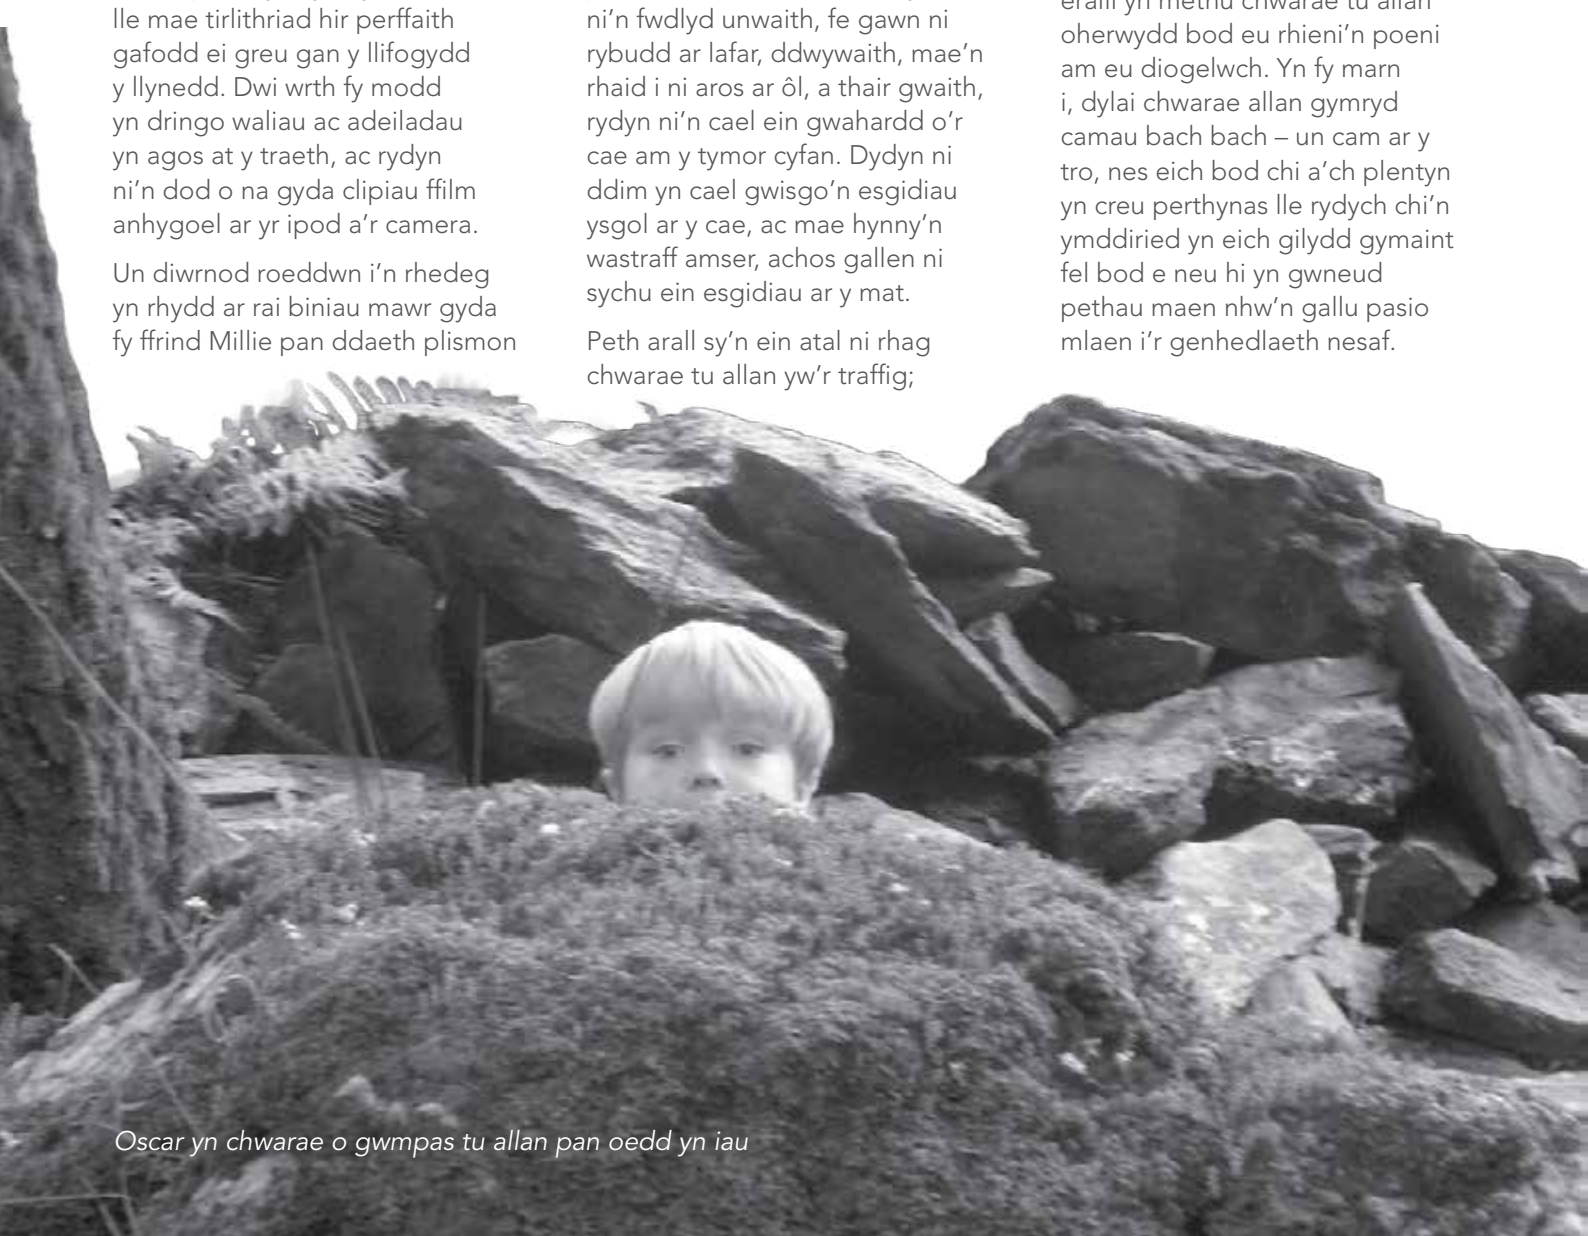 lle mae tirlithriad hir perffaith
gafodd ei greu gan y llifogydd
y llynedd. Dwi wrth fy modd
yn dringo waliau ac adeiladau
yn agos at y traeth, ac rydyn
ni’n dod o na gyda clipiau ffilm
anhygoel ar yr ipod a’r camera.
Un diwrnod roeddwn i’n rhedeg
yn rhydd ar rai biniau mawr gyda
fy ffrind Millie pan ddaeth plismon
ni’n fwdlyd unwaith, fe gawn ni
rybudd ar lafar, ddwywaith, mae’n
rhaid i ni aros ar ôl, a thair gwaith,
rydyn ni’n cael ein gwahardd o’r
cae am y tymor cyfan. Dydyn ni
ddim yn cael gwisgo’n esgidiau
ysgol ar y cae, ac mae hynny’n
wastraff amser, achos gallen ni
sychu ein esgidiau ar y mat.
Peth arall sy’n ein atal ni rhag
chwarae tu allan yw’r traffig;
eraill yn methu chwarae tu allan
oherwydd bod eu rhieni’n poeni
am eu diogelwch. Yn fy marn
i, dylai chwarae allan gymryd
camau bach bach – un cam ar y
tro, nes eich bod chi a’ch plentyn
yn creu perthynas lle rydych chi’n
ymddiried yn eich gilydd gymaint
fel bod e neu hi yn gwneud
pethau maen nhw’n gallu pasio
mlaen i’r genhedlaeth nesaf.
Oscar yn chwarae o gwmpas tu allan pan oedd yn iau